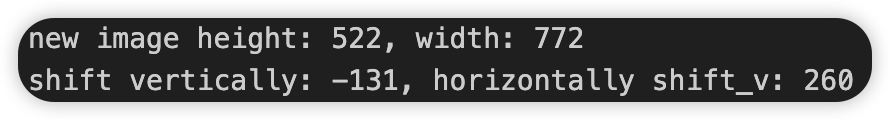 new image height: 522, width: 772
shift vertically: -131, horizontally shift_v: 260